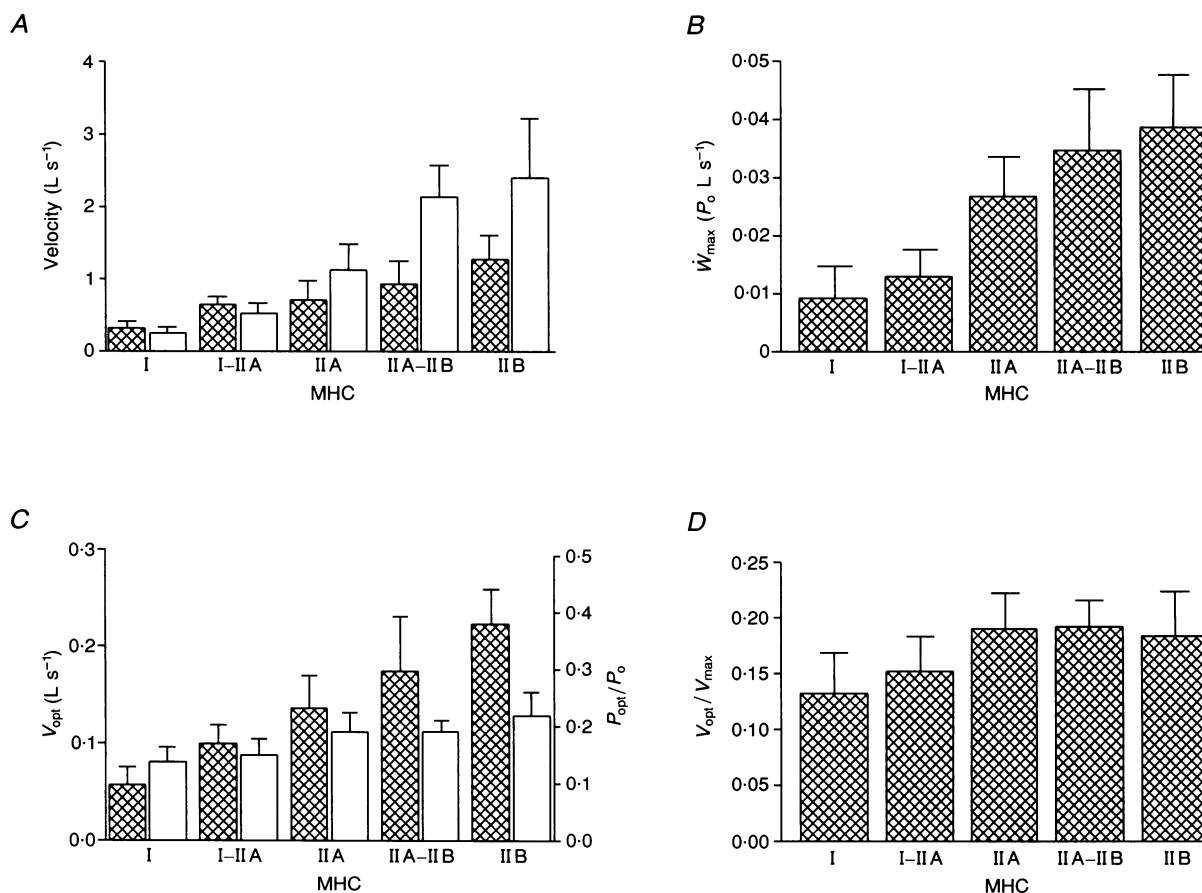 A
Velocity (L s⁻¹)
4
3
2
1
0
I
I–IIA
IIA
IIA–IIB
IIB
MHC
B
Ẇmax (Po L s⁻¹)
0·05
0·04
0·03
0·02
0·01
0
I
I–IIA
IIA
IIA–IIB
IIB
MHC
C
Vopt (L s⁻¹)
0·3
0·2
0·1
0·0
I
I–IIA
IIA
IIA–IIB
IIB
MHC
0·5
0·4
0·3
0·2
0·1
0·0
Popt/Po
D
Vopt/Vmax
0·25
0·20
0·15
0·10
0·05
0·00
I
I–IIA
IIA
IIA–IIB
IIB
MHC